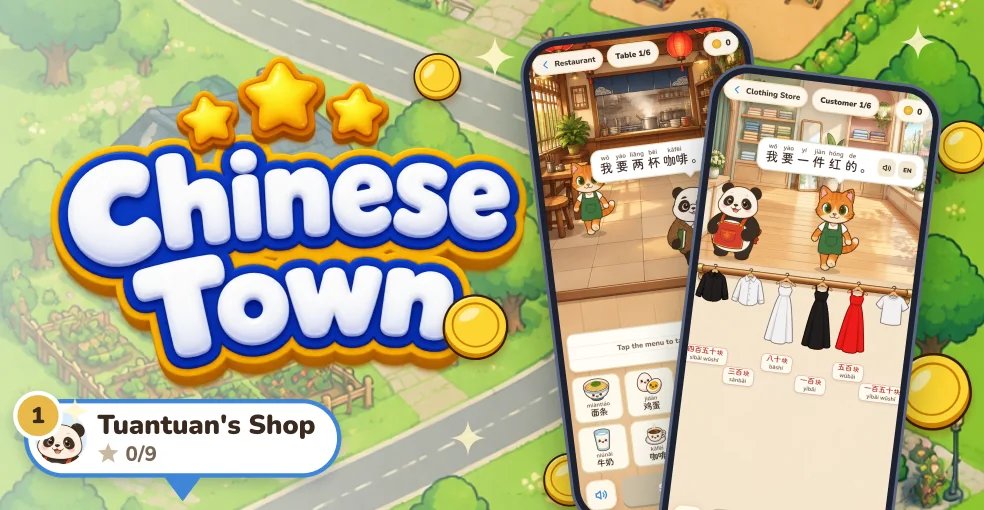 Chinese
Town
1
Tuantuan's Shop
0/9
Restaurant
Table 1/6
0
wǒ yào liǎng bēi kāfēi
我要两杯咖啡。
Tap the menu to
miàntiáo
面条
jīdàn
鸡蛋
niúnǎi
牛奶
kāfēi
咖啡
Clothing Store
Customer 1/6
0
wǒ yào yí jiàn hóng de
我要一件红的。
EN
四百五十块
sìbǎi wǔshí
三百块
sānbǎi
八十块
bāshí
一百块
yìbǎi
五百块
wǔbǎi
一百五十块
yìbǎi wǔshí